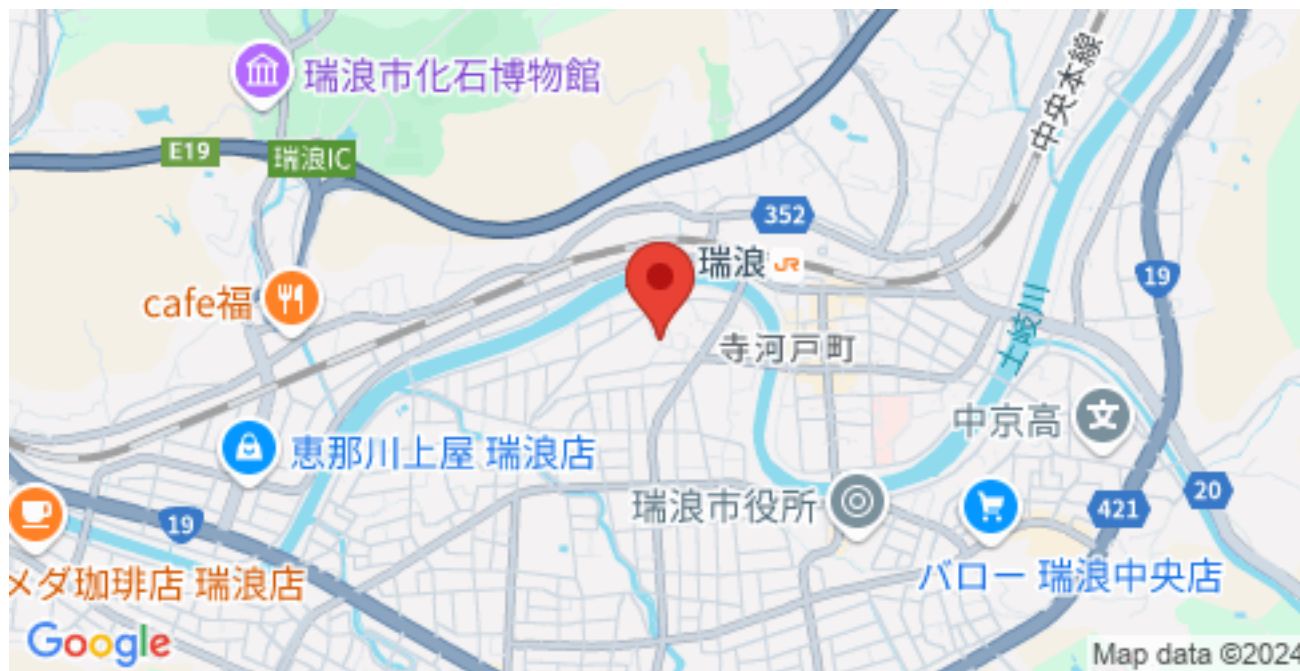 瑞浪市化石博物館
中央本線
E19
瑞浪IC
352
瑞浪 JR
19
cafe福
土岐川
寺河戸町
中京高
恵那川上屋 瑞浪店
瑞浪市役所
20
421
19
バロー 瑞浪中央店
メダ珈琲店 瑞浪店
Google
Map data ©2024